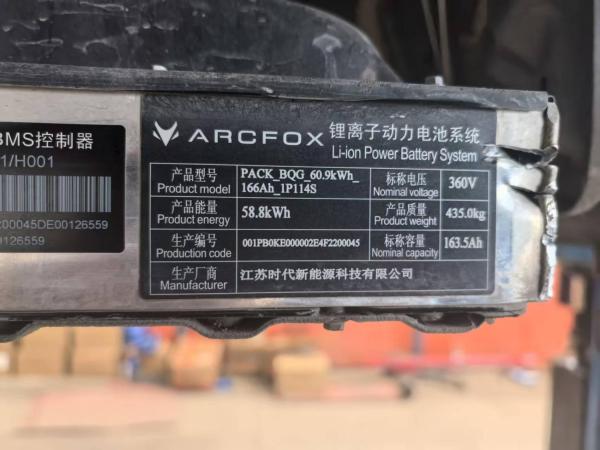 BMS控制器
1/H001
200045DE00126559
0126559
ARCFOX
锂离子动力电池系统
Li-ion Power Battery System
产品型号
Product model
PACK_BQG_60.9kWh_
166Ah_1P114S
标称电压
Nominal voltage
360V
产品能量
Product energy
58.8kWh
产品质量
Product weight
435.0kg
生产编号
Production code
001PB0KE000002E4F2200045
标称容量
Nominal capacity
163.5Ah
生产厂商
Manufacturer
江苏时代新能源科技有限公司